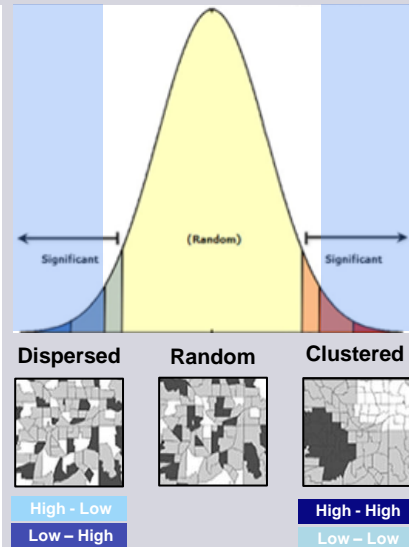 (Random)
Significant
Significant
Dispersed
Random
Clustered
High - Low
Low – High
High - High
Low – Low